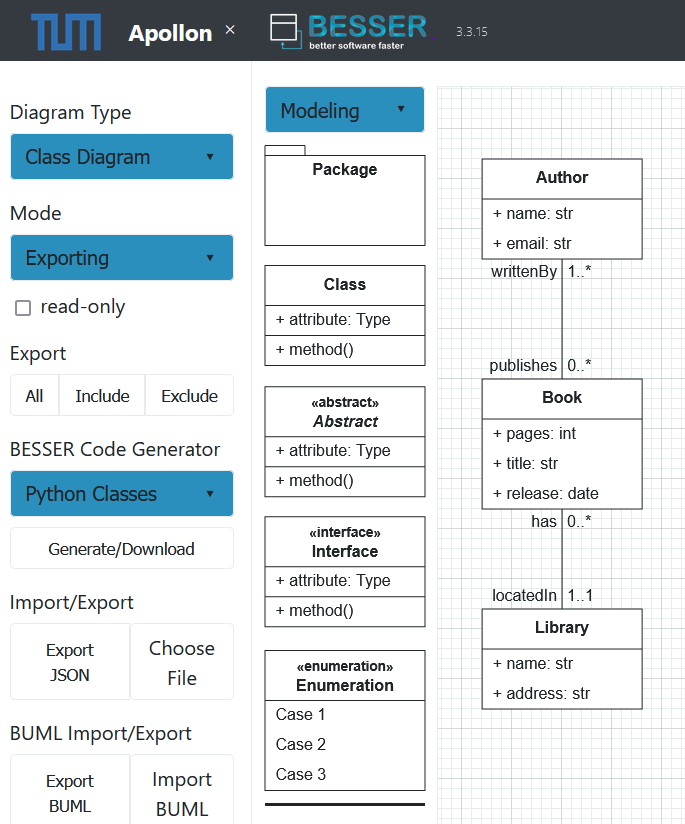 TUM Apollon × BESSER
better software faster
3.3.15
Diagram Type
Class Diagram ▼
Mode
Exporting ▼
read-only
Export
All Include Exclude
BESSER Code Generator
Python Classes ▼
Generate/Download
Import/Export
Export
JSON
Choose
File
BUML Import/Export
Export
BUML
Import
BUML
Modeling ▼
Package
Class
+ attribute: Type
+ method()
«abstract»
Abstract
+ attribute: Type
+ method()
«interface»
Interface
+ attribute: Type
+ method()
«enumeration»
Enumeration
Case 1
Case 2
Case 3
Author
+ name: str
+ email: str
writtenBy 1..*
publishes 0..*
Book
+ pages: int
+ title: str
+ release: date
has 0..*
locatedIn 1..1
Library
+ name: str
+ address: str